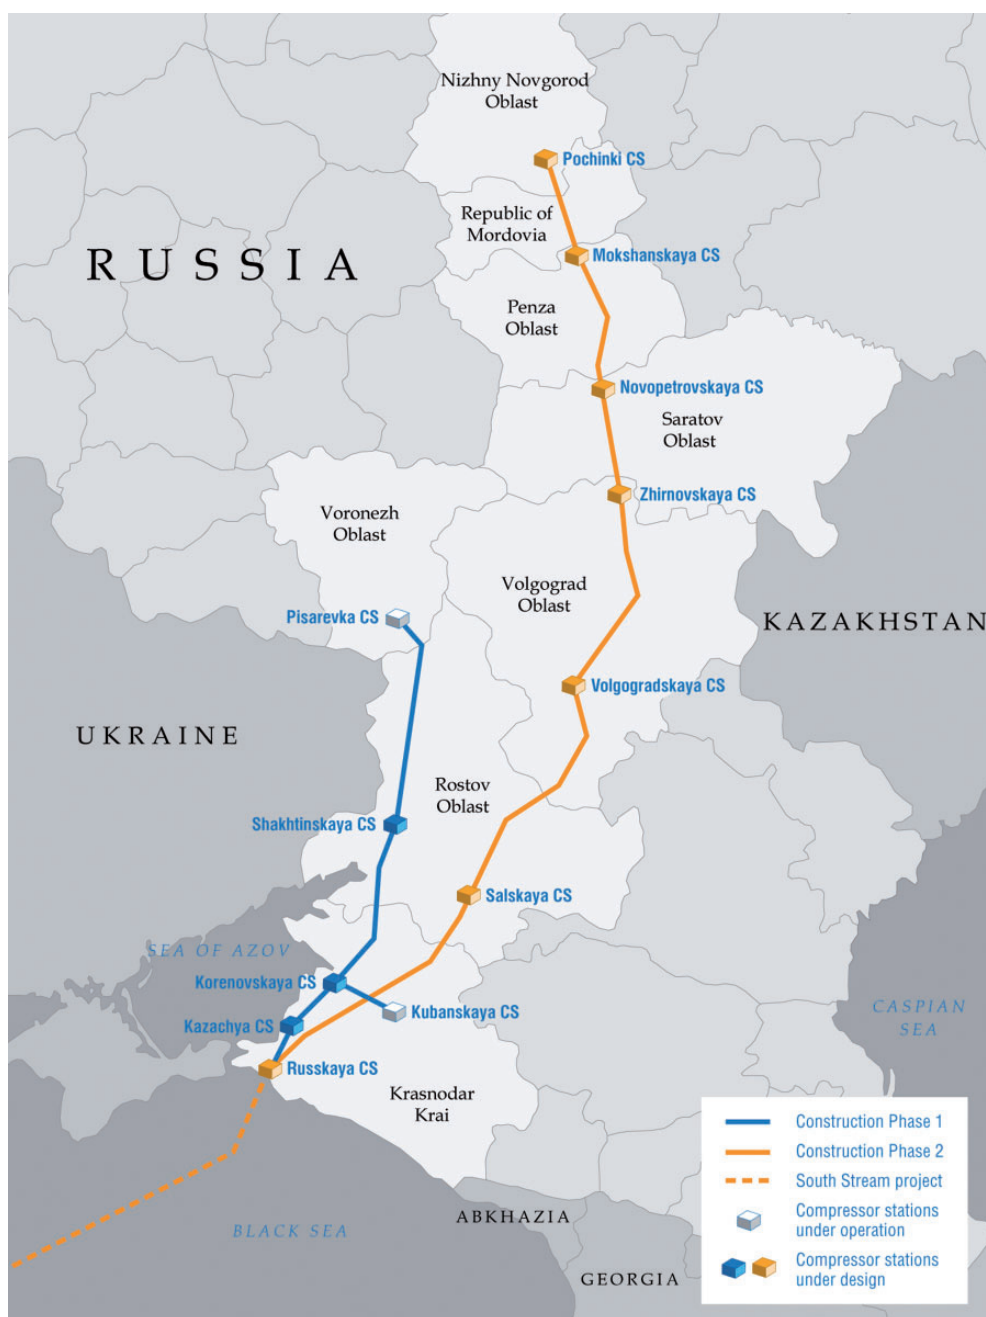 Nizhny Novgorod
Oblast
Pochinki CS
Republic of
Mordovia
Mokshanskaya CS
RUSSIA
Penza
Oblast
Novopetrovskaya CS
Saratov
Oblast
Zhirnovskaya CS
Voronezh
Oblast
Volgograd
Oblast
Pisarevka CS
KAZAKHSTAN
Volgogradskaya CS
UKRAINE
Rostov
Oblast
Shakhtinskaya CS
Salskaya CS
SEA OF AZOV
Korenovskaya CS
Kubanskaya CS
CASPIAN
SEA
Kazachya CS
Russkaya CS
Krasnodar
Krai
ABKHAZIA
BLACK SEA
GEORGIA
Construction Phase 1
Construction Phase 2
South Stream project
Compressor stations
under operation
Compressor stations
under design